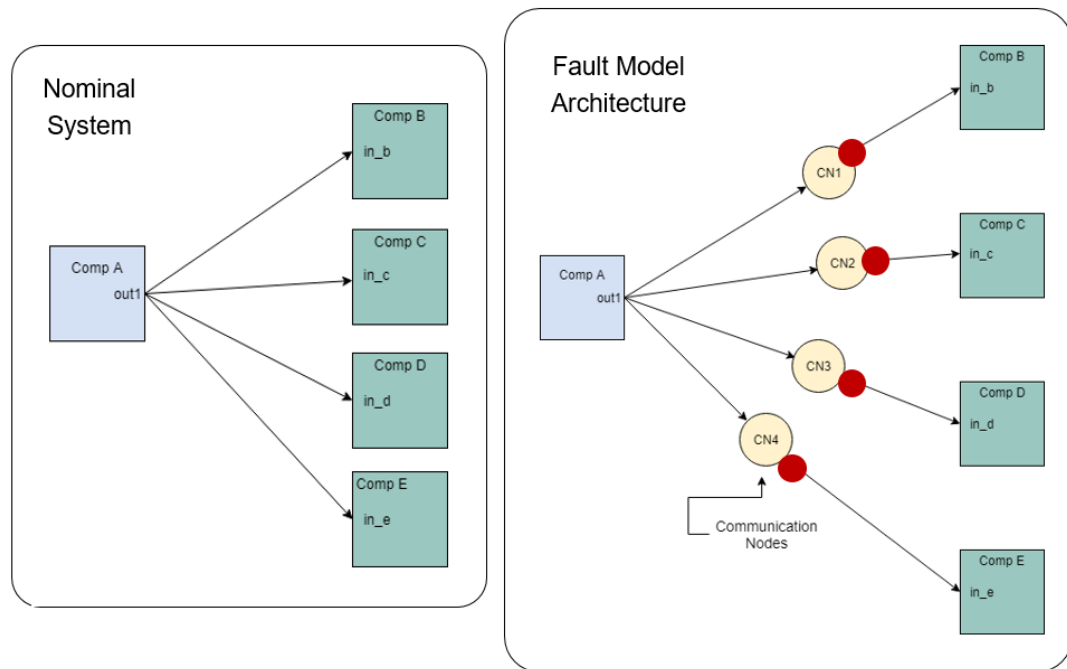 Nominal
System
Comp A
out1
Comp B
in_b
Comp C
in_c
Comp D
in_d
Comp E
in_e
Fault Model
Architecture
Comp A
out1
CN1
CN2
CN3
CN4
Communication
Nodes
Comp B
in_b
Comp C
in_c
Comp D
in_d
Comp E
in_e